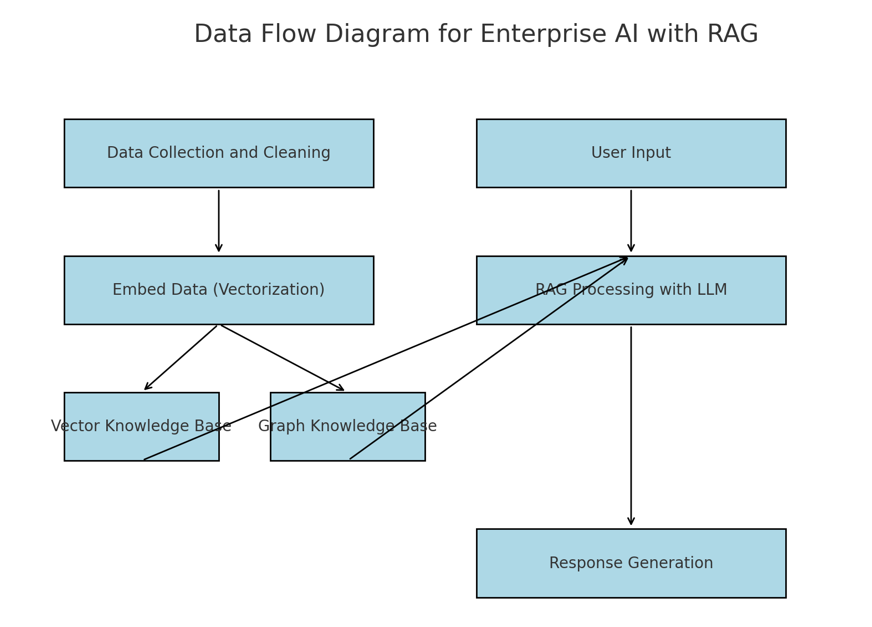 Data Flow Diagram for Enterprise AI with RAG
Data Collection and Cleaning
User Input
Embed Data (Vectorization)
RAG Processing with LLM
Vector Knowledge Base
Graph Knowledge Base
Response Generation